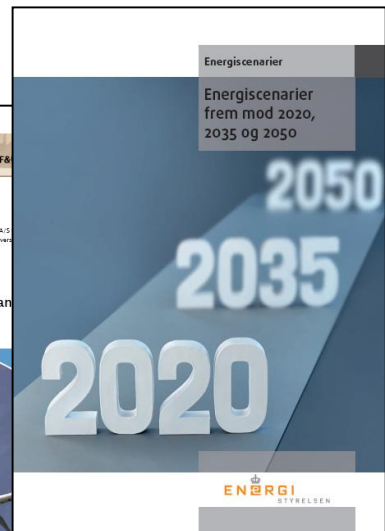 Energiscenarier
Energiscenarier
frem mod 2020,
2035 og 2050
2050
2035
2020
ENERGI
STYRELSEN
A/S